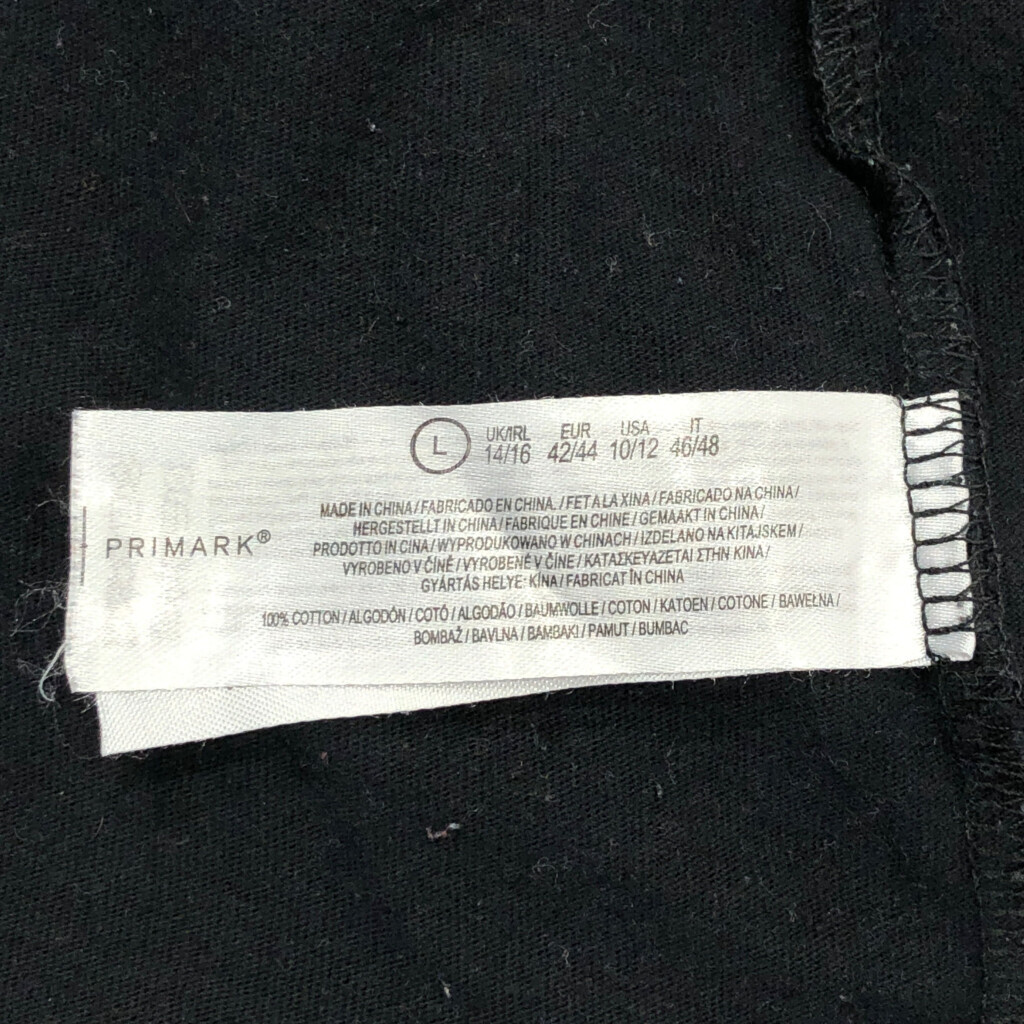 L
UK/IRL EUR USA IT
14/16 42/44 10/12 46/48
PRIMARK®
MADE IN CHINA / FABRICADO EN CHINA. / FET A LA XINA / FABRICADO NA CHINA /
HERGESTELLT IN CHINA / FABRIQUE EN CHINE / GEMAAKT IN CHINA /
PRODOTTO IN CINA / WYPRODUKOWANO W CHINACH / IZDELANO NA KITAJSKEM /
VYROBENO V ČÍNĚ / VYROBENÉ V ČÍNE / ΚΑΤΑΣΚΕΥΑΖΕΤΑΙ ΣΤΗΝ ΚΙΝΑ /
GYÁRTÁS HELYE: KÍNA / FABRICAT ÎN CHINA
100% COTTON / ALGODÓN / COTÓ / ALGODÃO / BAUMWOLLE / COTON / KATOEN / COTONE / BAWEŁNA /
BOMBAŽ / BAVLNA / BAMBAKI / PAMUT / BUMBAC